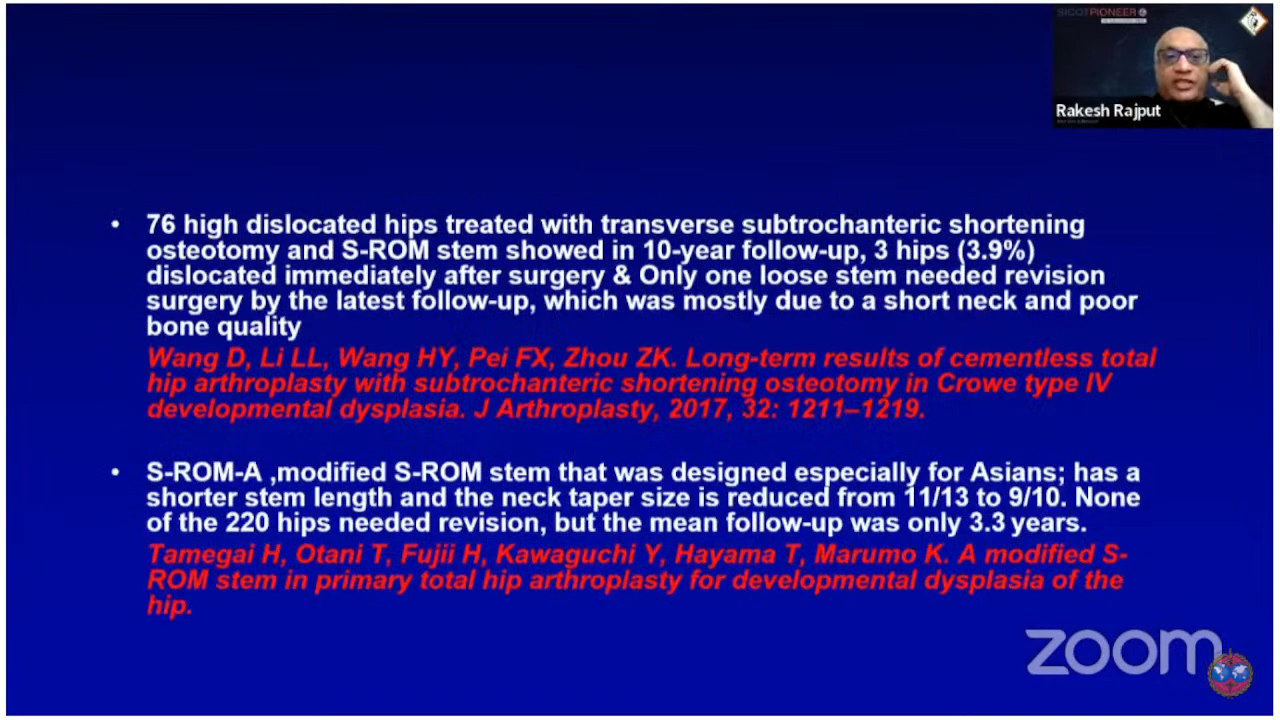 SICOT PIONEER
Rakesh Rajput
• 76 high dislocated hips treated with transverse subtrochanteric shortening
osteotomy and S-ROM stem showed in 10-year follow-up, 3 hips (3.9%)
dislocated immediately after surgery & Only one loose stem needed revision
surgery by the latest follow-up, which was mostly due to a short neck and poor
bone quality
Wang D, Li LL, Wang HY, Pei FX, Zhou ZK. Long-term results of cementless total
hip arthroplasty with subtrochanteric shortening osteotomy in Crowe type IV
developmental dysplasia. J Arthroplasty, 2017, 32: 1211–1219.
• S-ROM-A ,modified S-ROM stem that was designed especially for Asians; has a
shorter stem length and the neck taper size is reduced from 11/13 to 9/10. None
of the 220 hips needed revision, but the mean follow-up was only 3.3 years.
Tamegai H, Otani T, Fujii H, Kawaguchi Y, Hayama T, Marumo K. A modified S-
ROM stem in primary total hip arthroplasty for developmental dysplasia of the
hip.
zoom